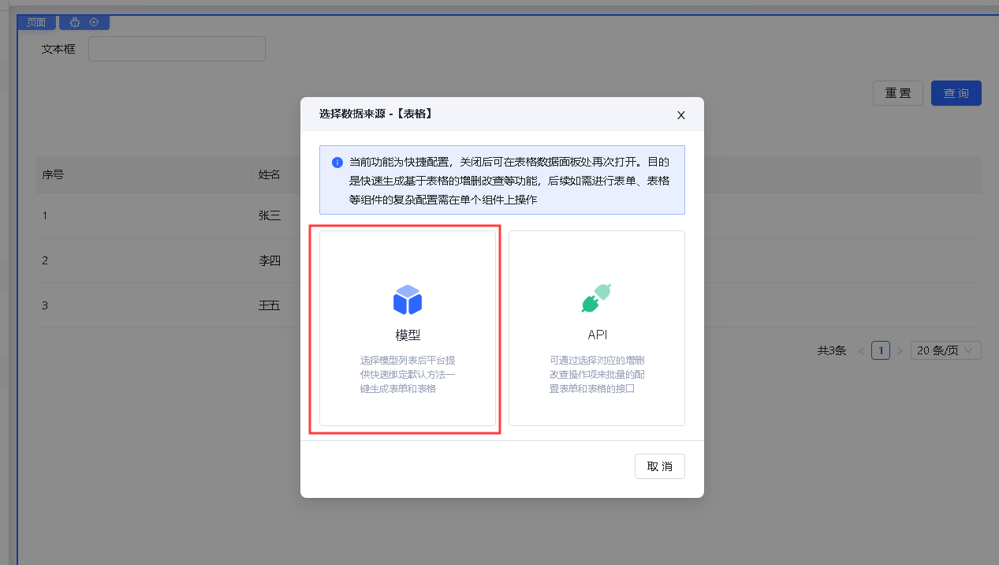 页面
文本框
重 置
查 询
选择数据来源 -【表格】
X
当前功能为快捷配置，关闭后可在表格数据面板处再次打开。目的
是快速生成基于表格的增删改查等功能，后续如需进行表单、表格
等组件的复杂配置需在单个组件上操作
序号
姓名
1
张三
2
李四
3
王五
模型
选择模型列表后平台提
供快速绑定默认方法一
键生成表单和表格
API
可通过选择对应的增删
改查操作项来批量的配
置表单和表格的接口
共3条
1
20 条/页
取 消